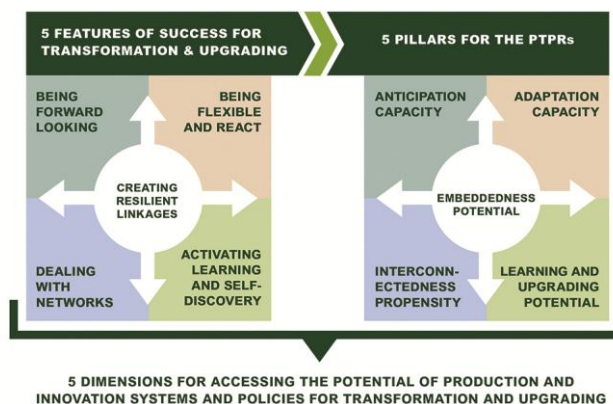 5 FEATURES OF SUCCESS FOR
TRANSFORMATION & UPGRADING
5 PILLARS FOR THE PTPRs
BEING
FORWARD
LOOKING
BEING
FLEXIBLE
AND REACT
CREATING
RESILIENT
LINKAGES
DEALING
WITH
NETWORKS
ACTIVATING
LEARNING
AND SELF-
DISCOVERY
ANTICIPATION
CAPACITY
ADAPTATION
CAPACITY
EMBEDDEDNESS
POTENTIAL
INTERCONN-
ECTEDNESS
PROPENSITY
LEARNING AND
UPGRADING
POTENTIAL
5 DIMENSIONS FOR ACCESSING THE POTENTIAL OF PRODUCTION AND
INNOVATION SYSTEMS AND POLICIES FOR TRANSFORMATION AND UPGRADING